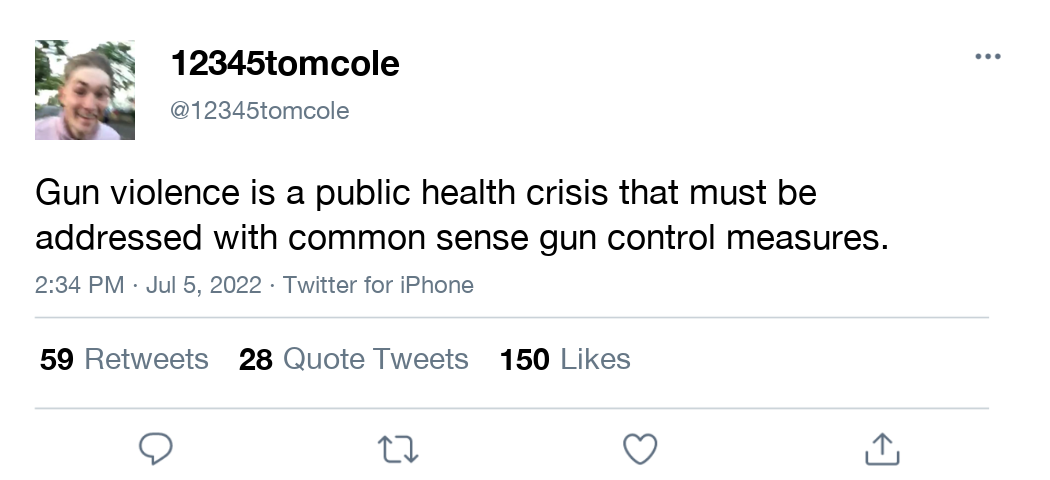 12345tomcole
@12345tomcole
Gun violence is a public health crisis that must be
addressed with common sense gun control measures.
2:34 PM · Jul 5, 2022 · Twitter for iPhone
59 Retweets 28 Quote Tweets 150 Likes